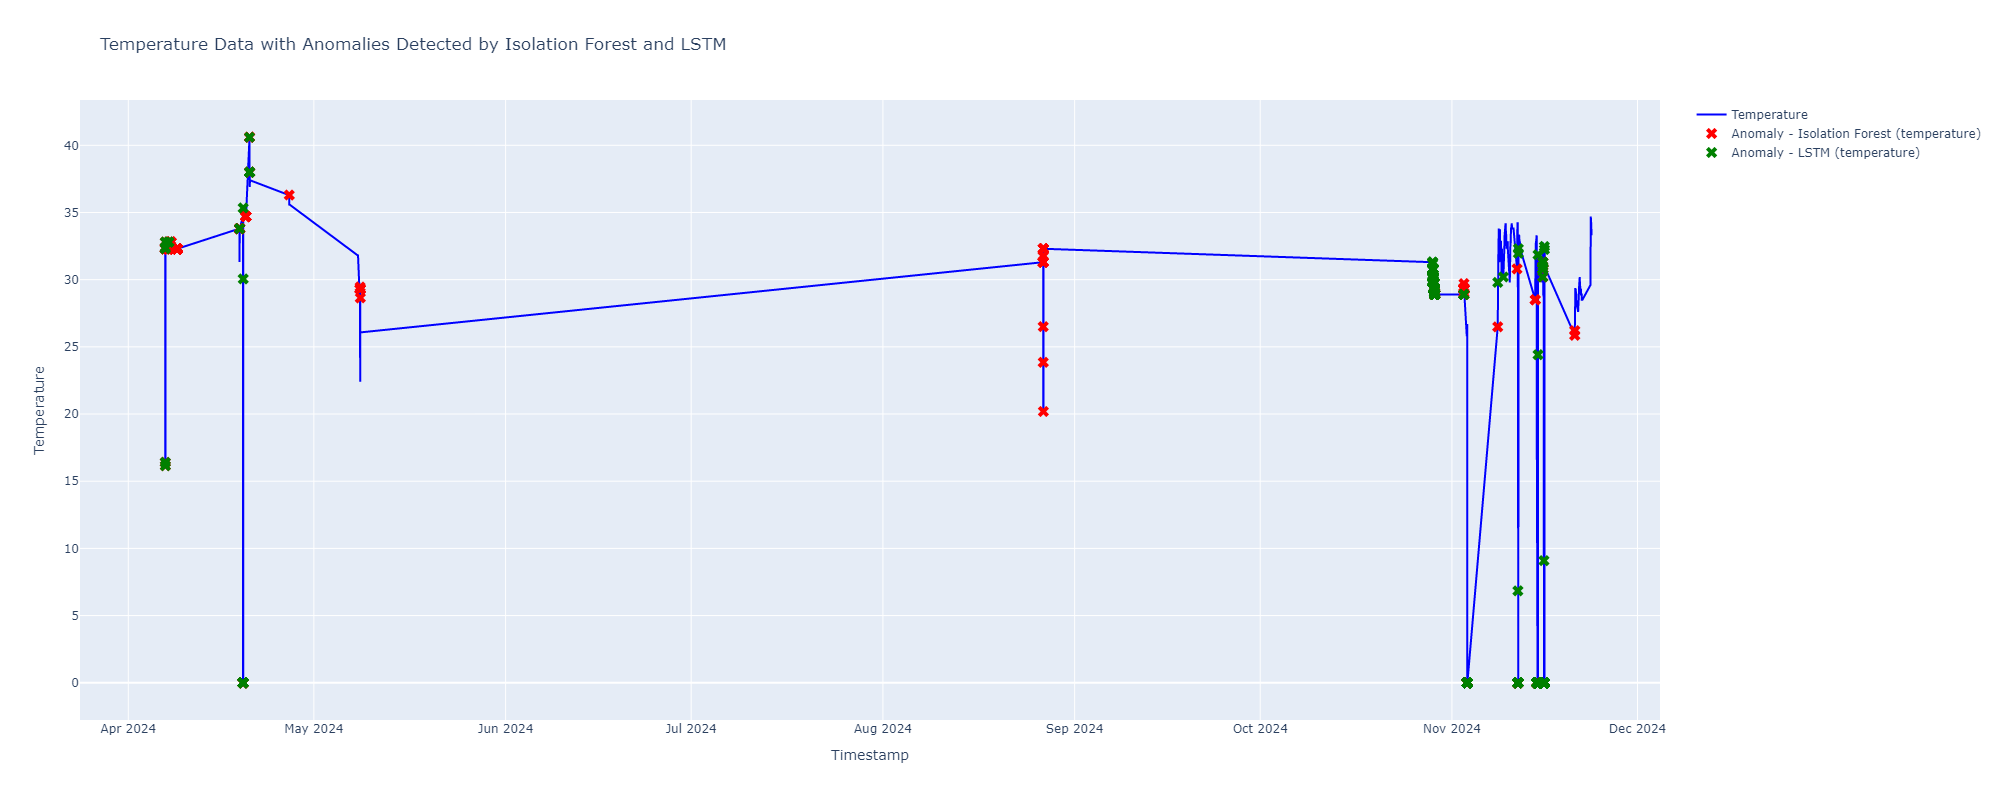 Temperature Data with Anomalies Detected by Isolation Forest and LSTM
Temperature
Anomaly - Isolation Forest (temperature)
Anomaly - LSTM (temperature)
40
35
30
25
20
15
10
5
0
Temperature
Apr 2024
May 2024
Jun 2024
Jul 2024
Aug 2024
Sep 2024
Oct 2024
Nov 2024
Dec 2024
Timestamp